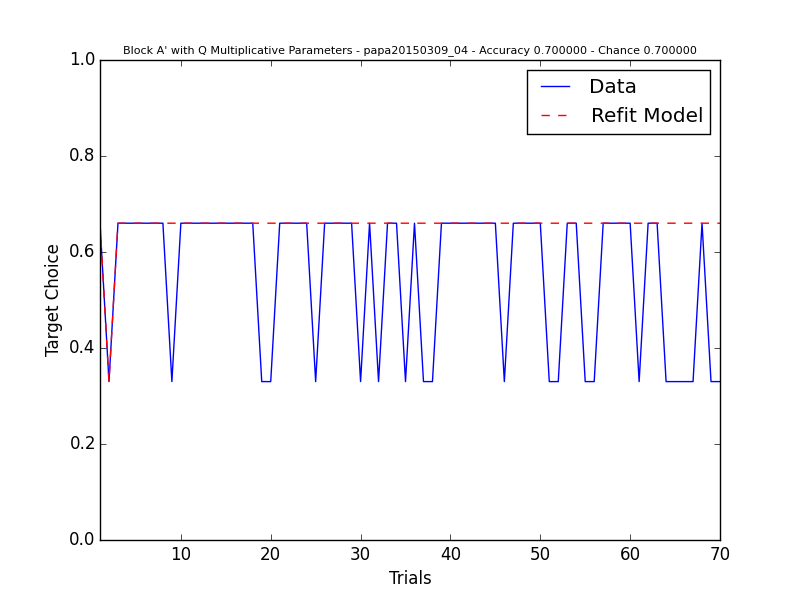 Block A' with Q Multiplicative Parameters - papa20150309_04 - Accuracy 0.700000 - Chance 0.700000
1.0
Data
Refit Model
0.8
0.6
Target Choice
0.4
0.2
0.0
10 20 30 40 50 60 70
Trials